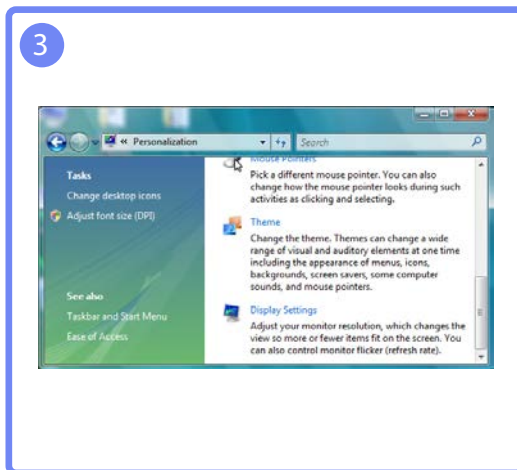 3
« Personalization
Search
Tasks
Change desktop icons
Adjust font size (DPI)
See also
Taskbar and Start Menu
Ease of Access
Mouse Pointers
Pick a different mouse pointer. You can also
change how the mouse pointer looks during such
activities as clicking and selecting.
Theme
Change the theme. Themes can change a wide
range of visual and auditory elements at one time
including the appearance of menus, icons,
backgrounds, screen savers, some computer
sounds, and mouse pointers.
Display Settings
Adjust your monitor resolution, which changes the
view so more or fewer items fit on the screen. You
can also control monitor flicker (refresh rate).